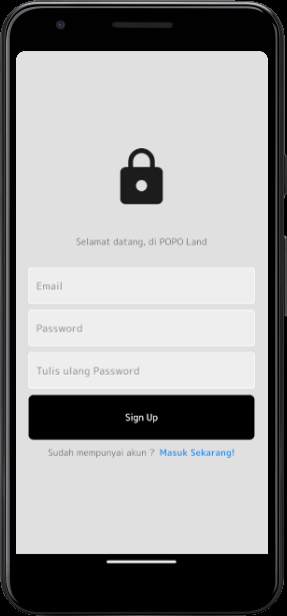 Selamat datang, di POPO Land
Email
Password
Tulis ulang Password
Sign Up
Sudah mempunyai akun ? Masuk Sekarang!